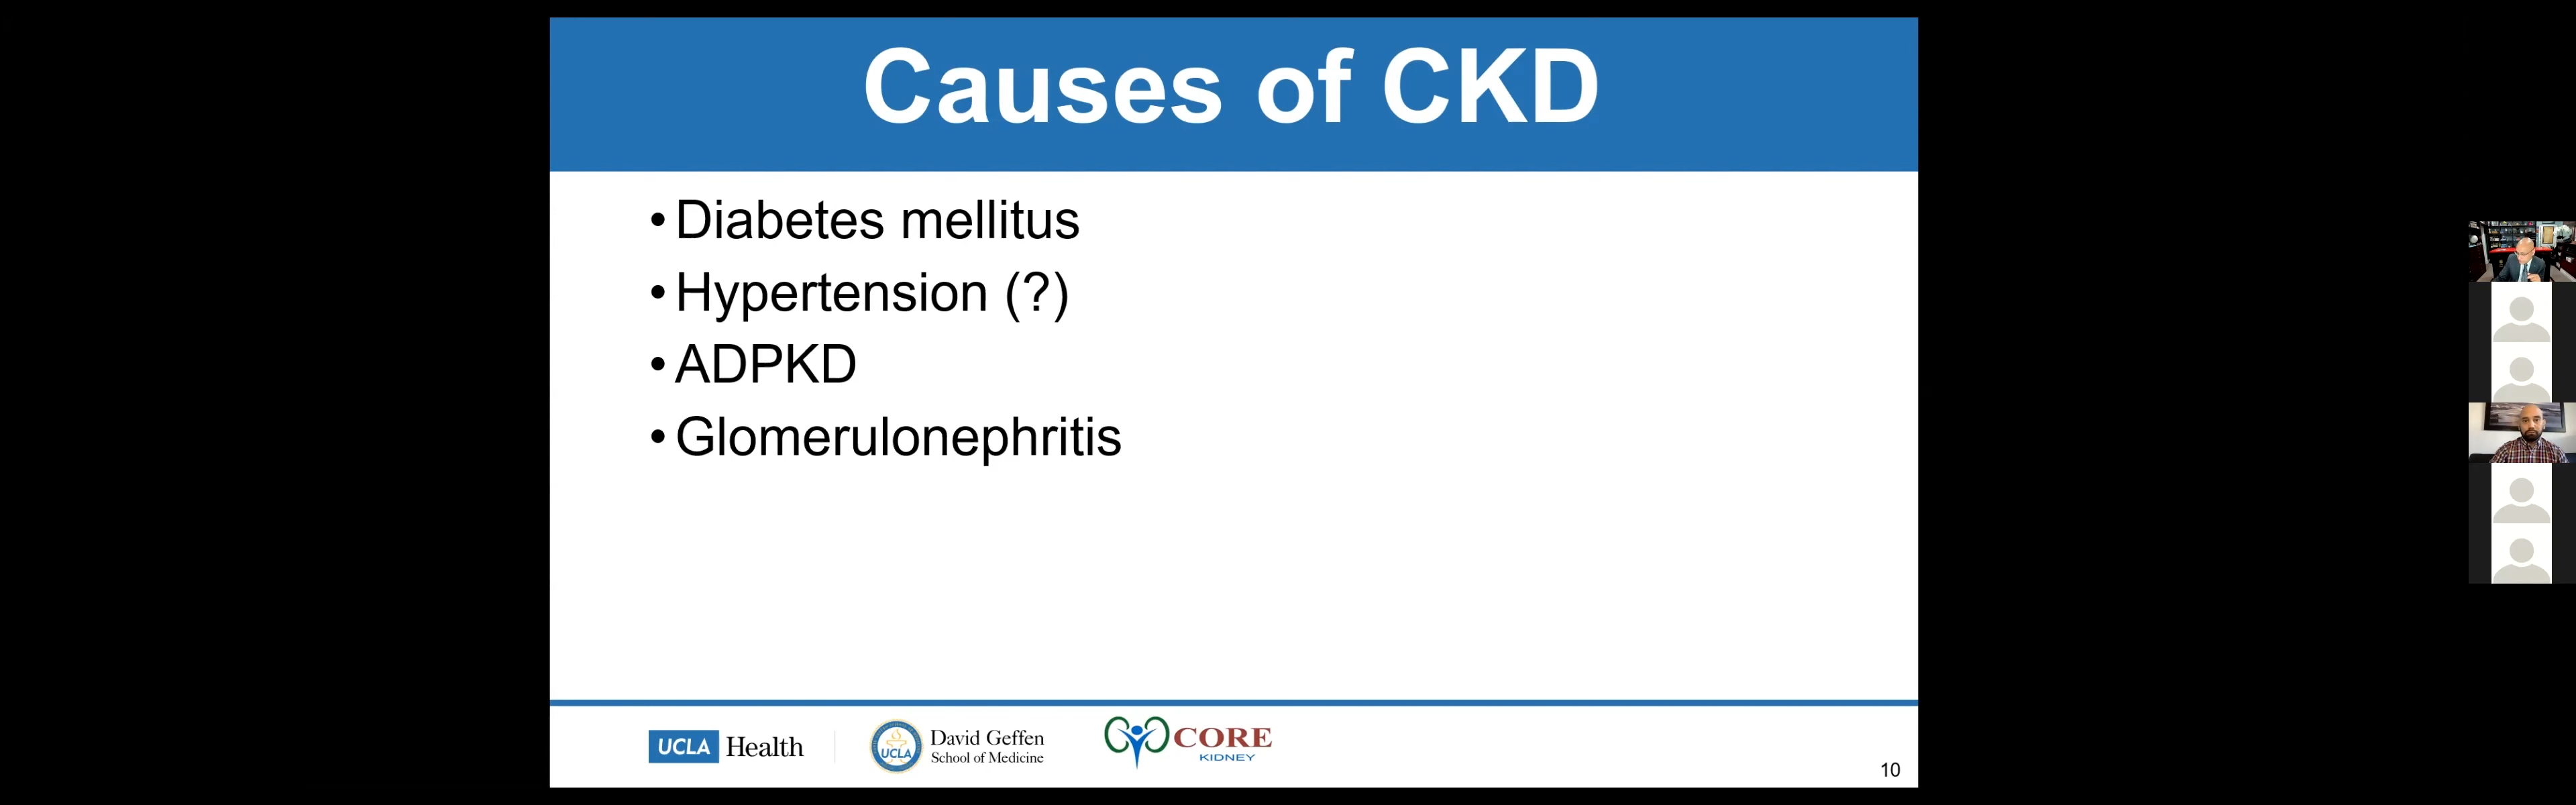 Causes of CKD
• Diabetes mellitus
• Hypertension (?)
• ADPKD
• Glomerulonephritis
UCLA Health
UCLA
David Geffen
School of Medicine
CORE
KIDNEY
10